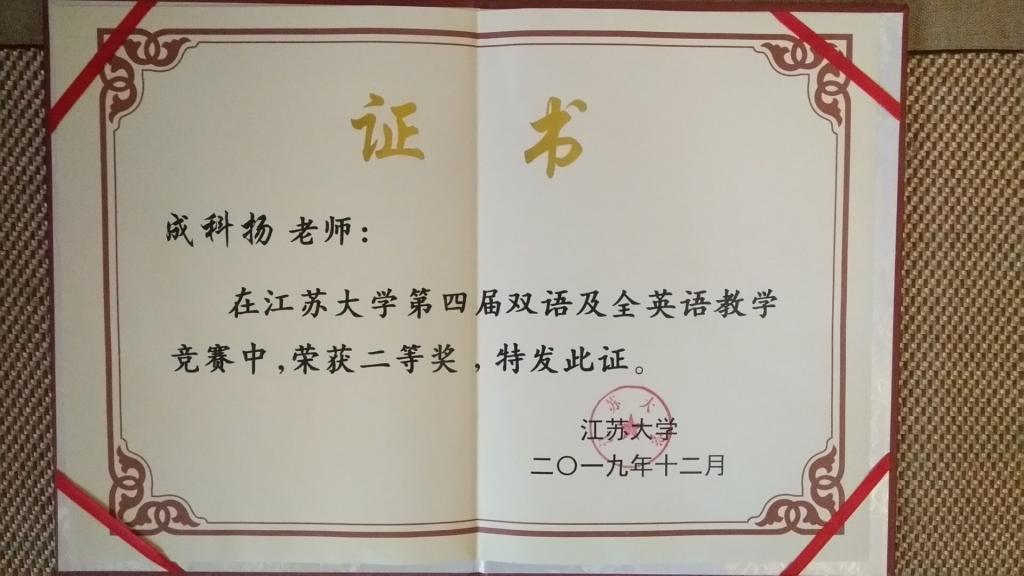 证 书
成科扬 老师：
在江苏大学第四届双语及全英语教学
竞赛中,荣获二等奖，特发此证。
江苏大学
二〇一九年十二月